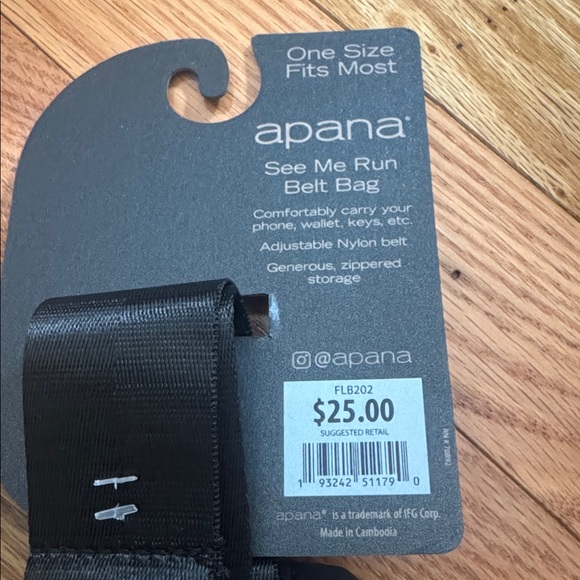 One Size
Fits Most
apana®
See Me Run
Belt Bag
Comfortably carry your
phone, wallet, keys, etc.
Adjustable Nylon belt
Generous, zippered
storage
@apana
FLB202
$25.00
SUGGESTED RETAIL
1 93242 51179 0
apana® is a trademark of IFG Corp.
Made in Cambodia